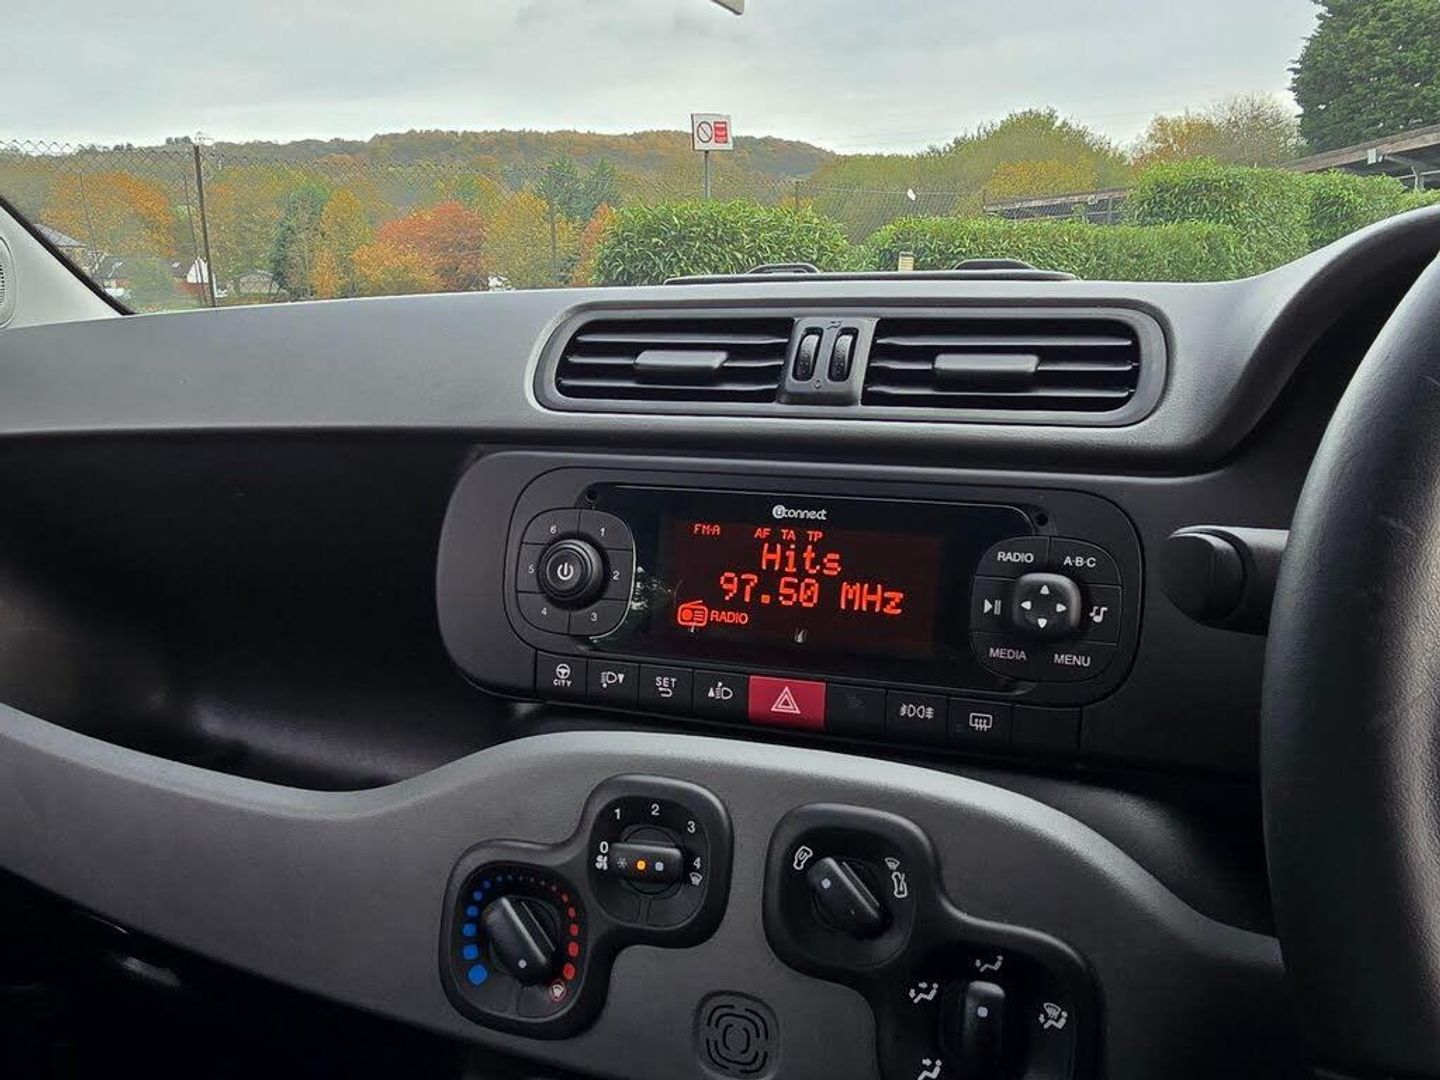 Uconnect
FM-A AF TA TP
Hits
97.50 MHz
RADIO
6 1
5 2
4 3
RADIO A-B-C
MEDIA MENU
CITY
SET
0 1 2 3 4